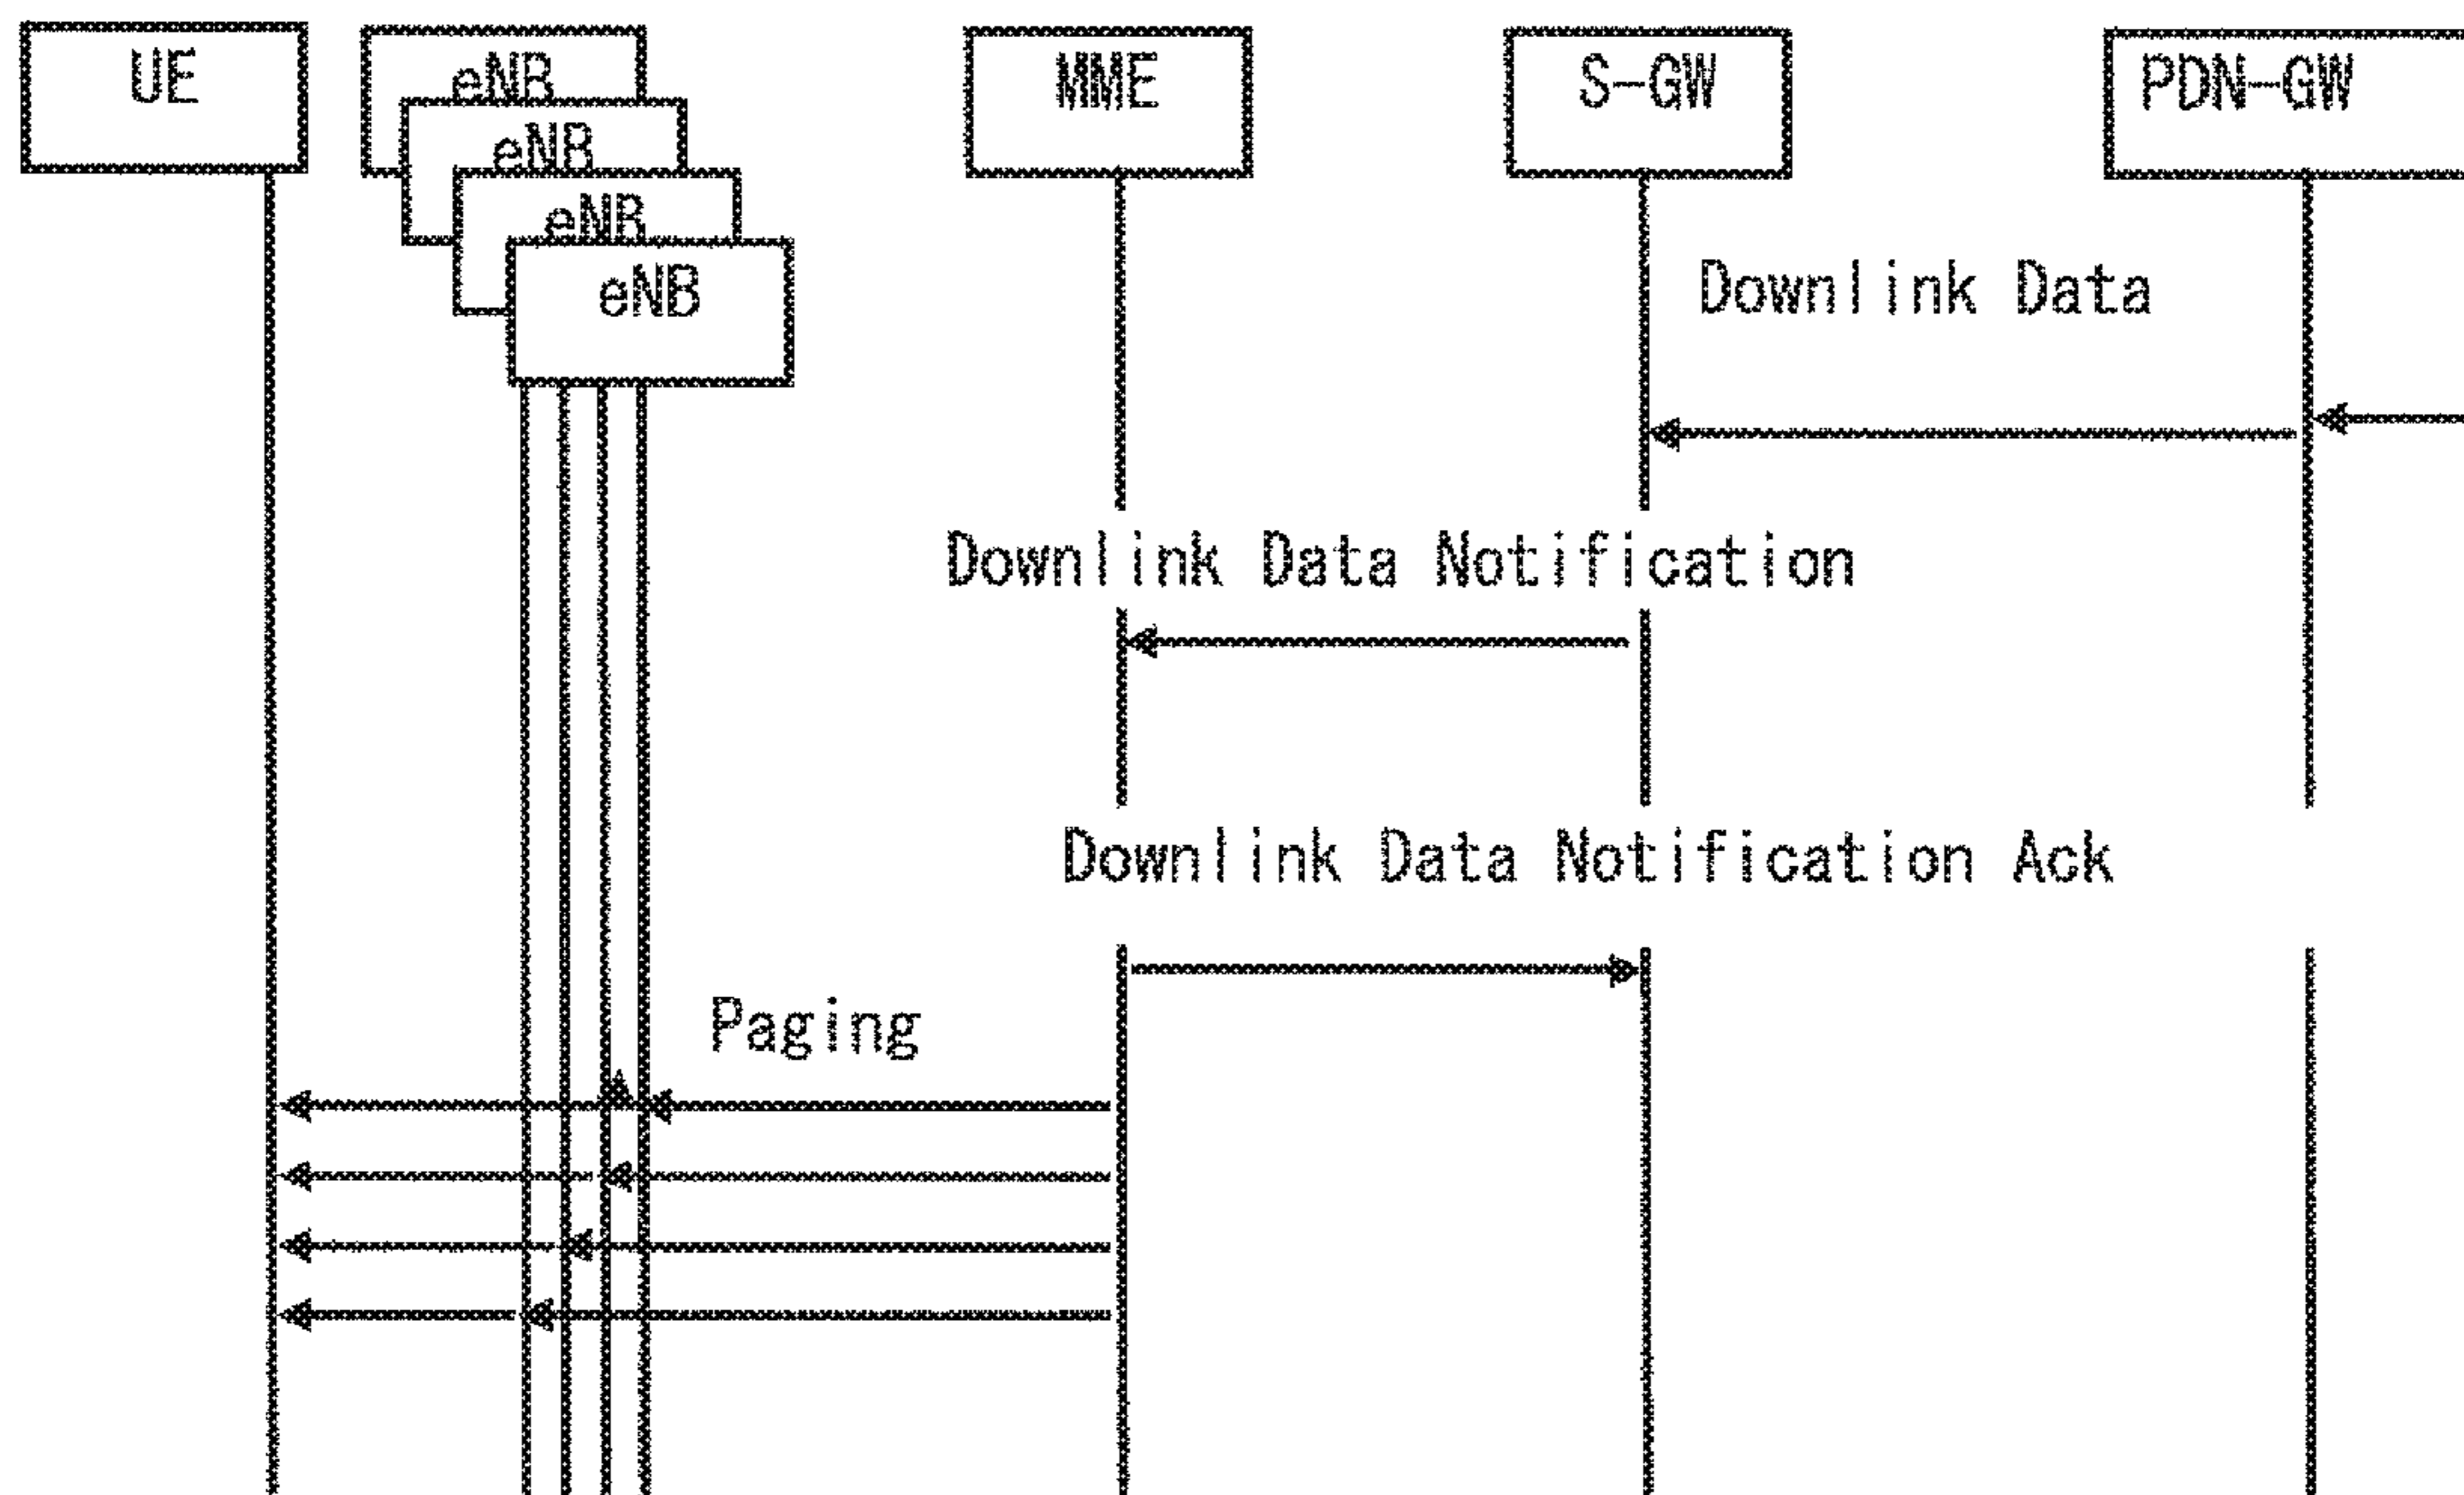 UE
eNB
eNB
eNB
eNB
MME
S-GW
PDN-GW
Downlink Data
Downlink Data Notification
Downlink Data Notification Ack
Paging